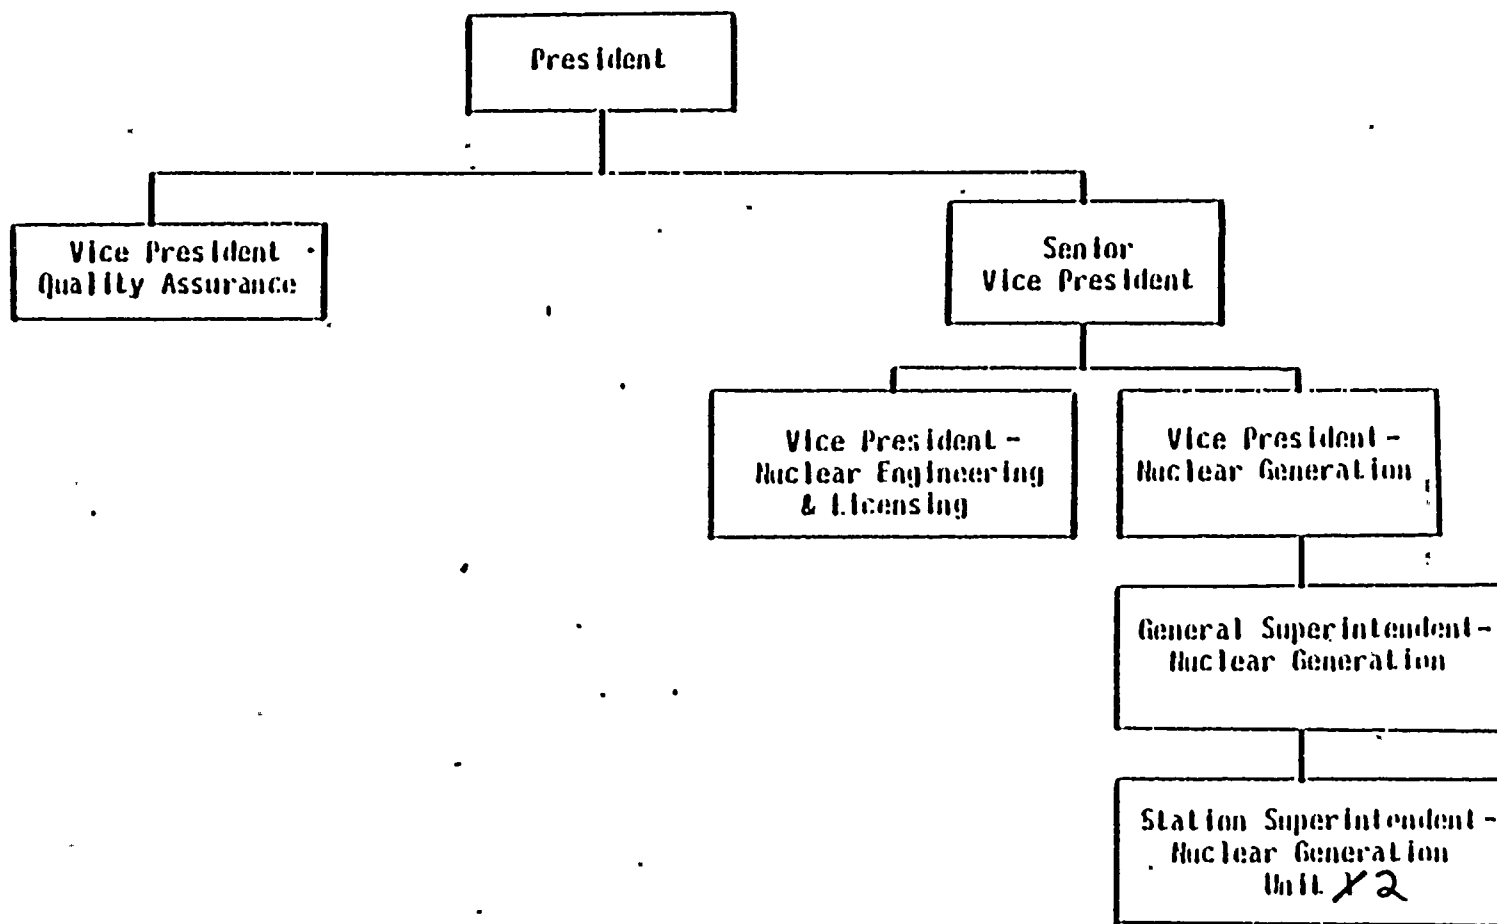 President
Vice President
Quality Assurance
Senior
Vice President
Vice President -
Nuclear Engineering
& Licensing
Vice President -
Nuclear Generation
General Superintendent -
Nuclear Generation
Station Superintendent -
Nuclear Generation
Unit 2